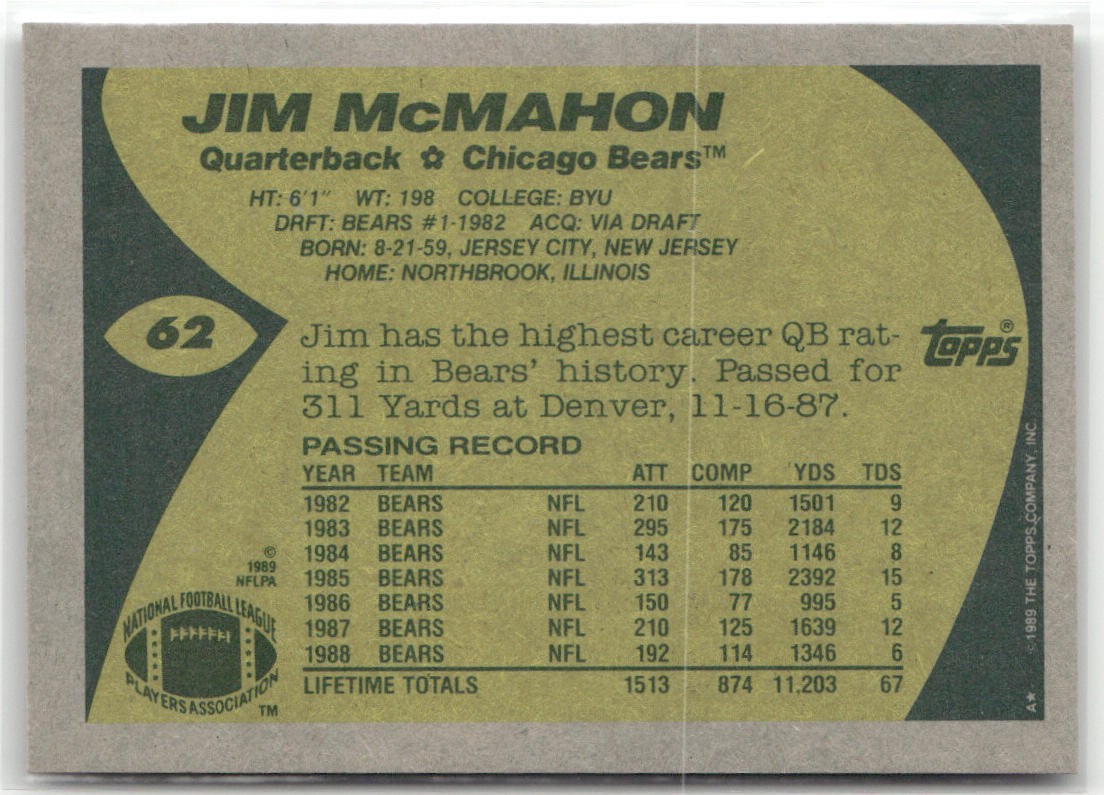 JIM McMAHON
Quarterback ✿ Chicago Bears™
HT: 6'1" WT: 198 COLLEGE: BYU
DRFT: BEARS #1-1982 ACQ: VIA DRAFT
BORN: 8-21-59, JERSEY CITY, NEW JERSEY
HOME: NORTHBROOK, ILLINOIS
62
Jim has the highest career QB rat-
ing in Bears' history. Passed for
311 Yards at Denver, 11-16-87.
TOPPS®
PASSING RECORD
YEAR TEAM ATT COMP YDS TDS
1982 BEARS NFL 210 120 1501 9
1983 BEARS NFL 295 175 2184 12
1984 BEARS NFL 143 85 1146 8
1985 BEARS NFL 313 178 2392 15
1986 BEARS NFL 150 77 995 5
1987 BEARS NFL 210 125 1639 12
1988 BEARS NFL 192 114 1346 6
LIFETIME TOTALS 1513 874 11,203 67
©
1989
NFLPA
NATIONAL FOOTBALL LEAGUE
PLAYERS ASSOCIATION
TM
©1989 THE TOPPS COMPANY, INC.
A★